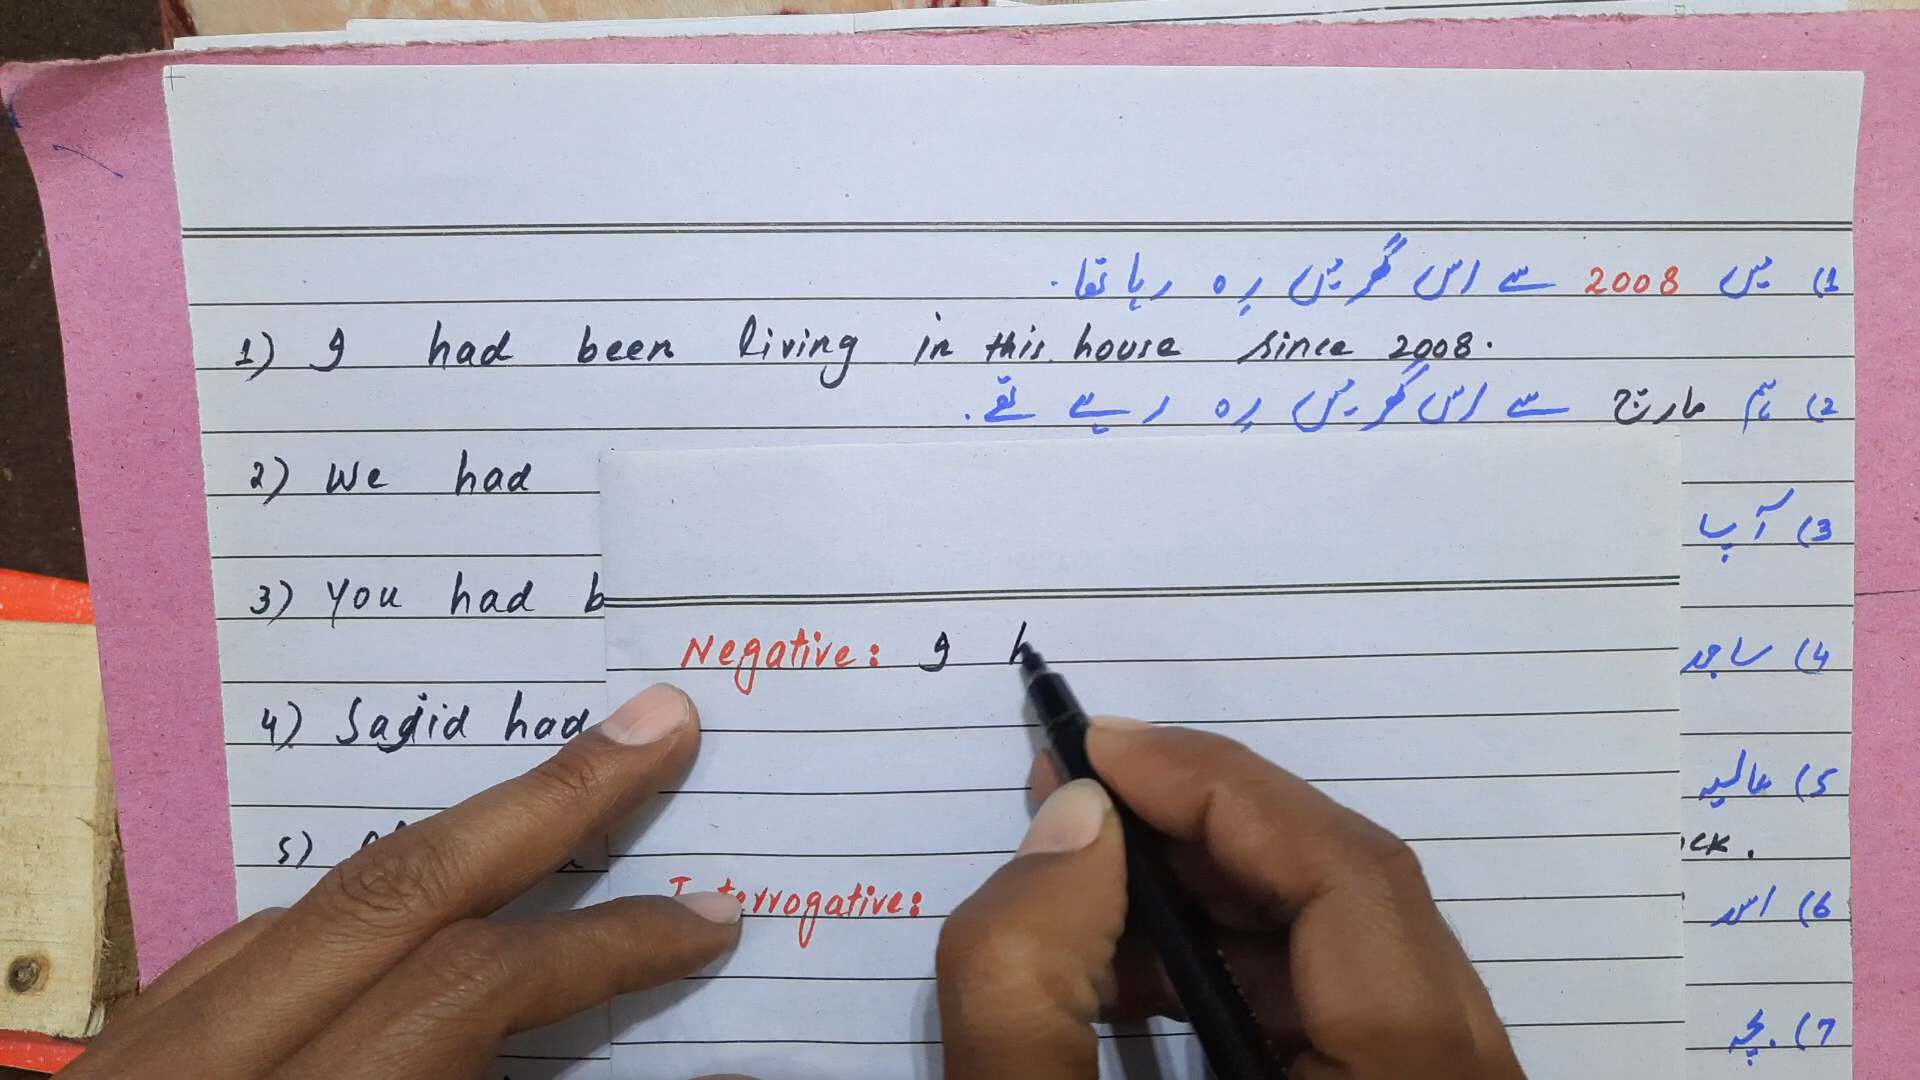 1) میں 2008 سے اس گھر میں رہ رہا تھا۔
1) I had been living in this house since 2008.
2) ہم مارچ سے اس گھر میں رہ رہے تھے۔
2) We had
3) آپ
3) You had b
Negative: I h
4) ساجد
4) Sajid had
5) عالیہ
5)
ck.
Interrogative:
6) اسد
7) بچہ